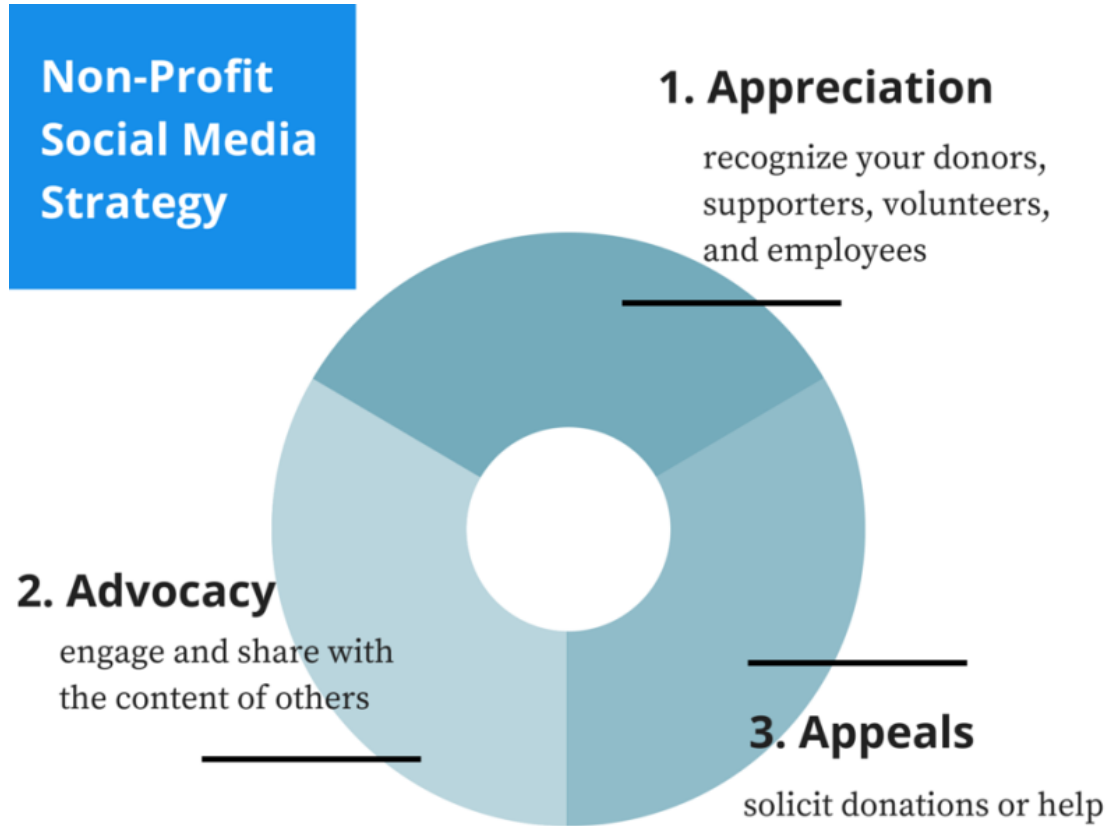 Non-Profit
Social Media
Strategy
1. Appreciation
recognize your donors,
supporters, volunteers,
and employees
2. Advocacy
engage and share with
the content of others
3. Appeals
solicit donations or help